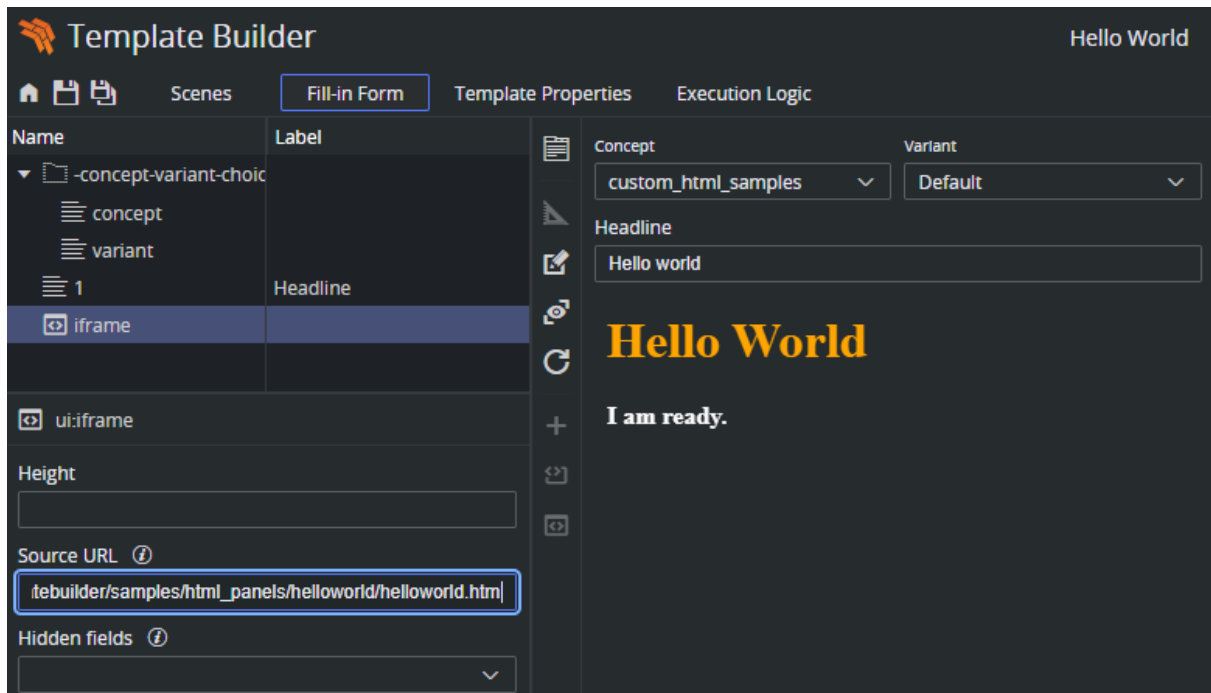 Template Builder
Hello World
Scenes
Fill-in Form
Template Properties
Execution Logic
Name
Label
-concept-variant-choic
concept
variant
1
Headline
iframe
ui:iframe
Height
Source URL
itebuilder/samples/html_panels/helloworld/helloworld.htm
Hidden fields
Concept
Variant
custom_html_samples
Default
Headline
Hello world
Hello World
I am ready.